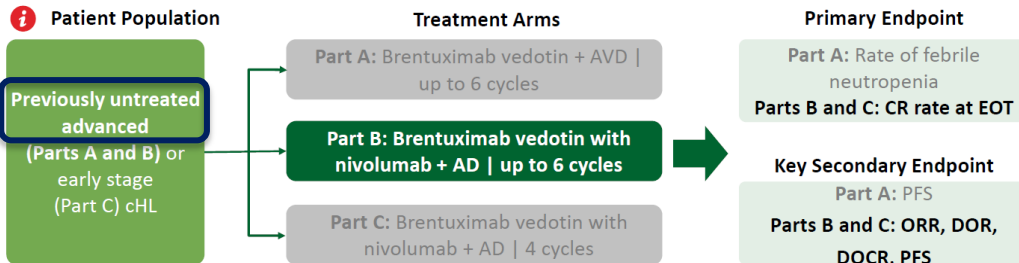 Patient Population
Previously untreated
advanced
(Parts A and B) or
early stage
(Part C) cHL
Treatment Arms
Part A: Brentuximab vedotin + AVD |
up to 6 cycles
Part B: Brentuximab vedotin with
nivolumab + AD | up to 6 cycles
Part C: Brentuximab vedotin with
nivolumab + AD | 4 cycles
Primary Endpoint
Part A: Rate of febrile
neutropenia
Parts B and C: CR rate at EOT
Key Secondary Endpoint
Part A: PFS
Parts B and C: ORR, DOR,
DOCR, PFS